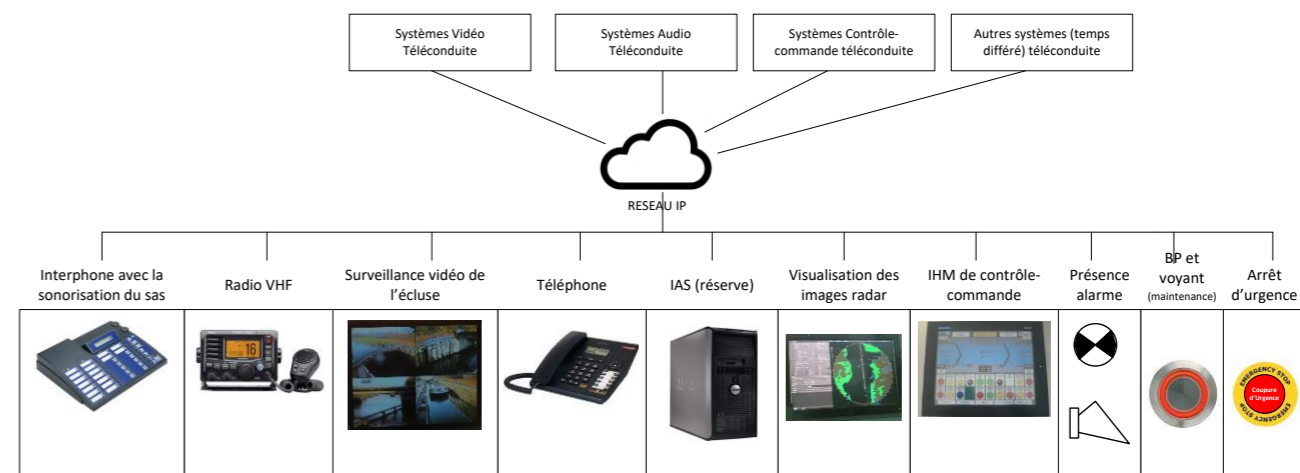 Systèmes Vidéo
Téléconduite
Systèmes Audio
Téléconduite
Systèmes Contrôle-
commande téléconduite
Autres systèmes (temps
différé) téléconduite
RESEAU IP
Interphone avec la
sonorisation du sas
Radio VHF
Surveillance vidéo de
l’écluse
Téléphone
IAS (réserve)
Visualisation des
images radar
IHM de contrôle-
commande
Présence
alarme
BP et
voyant
(maintenance)
Arrêt
d’urgence
16
EMERGENCY STOP
Coupure
d’Urgence
EMERGENCY STOP